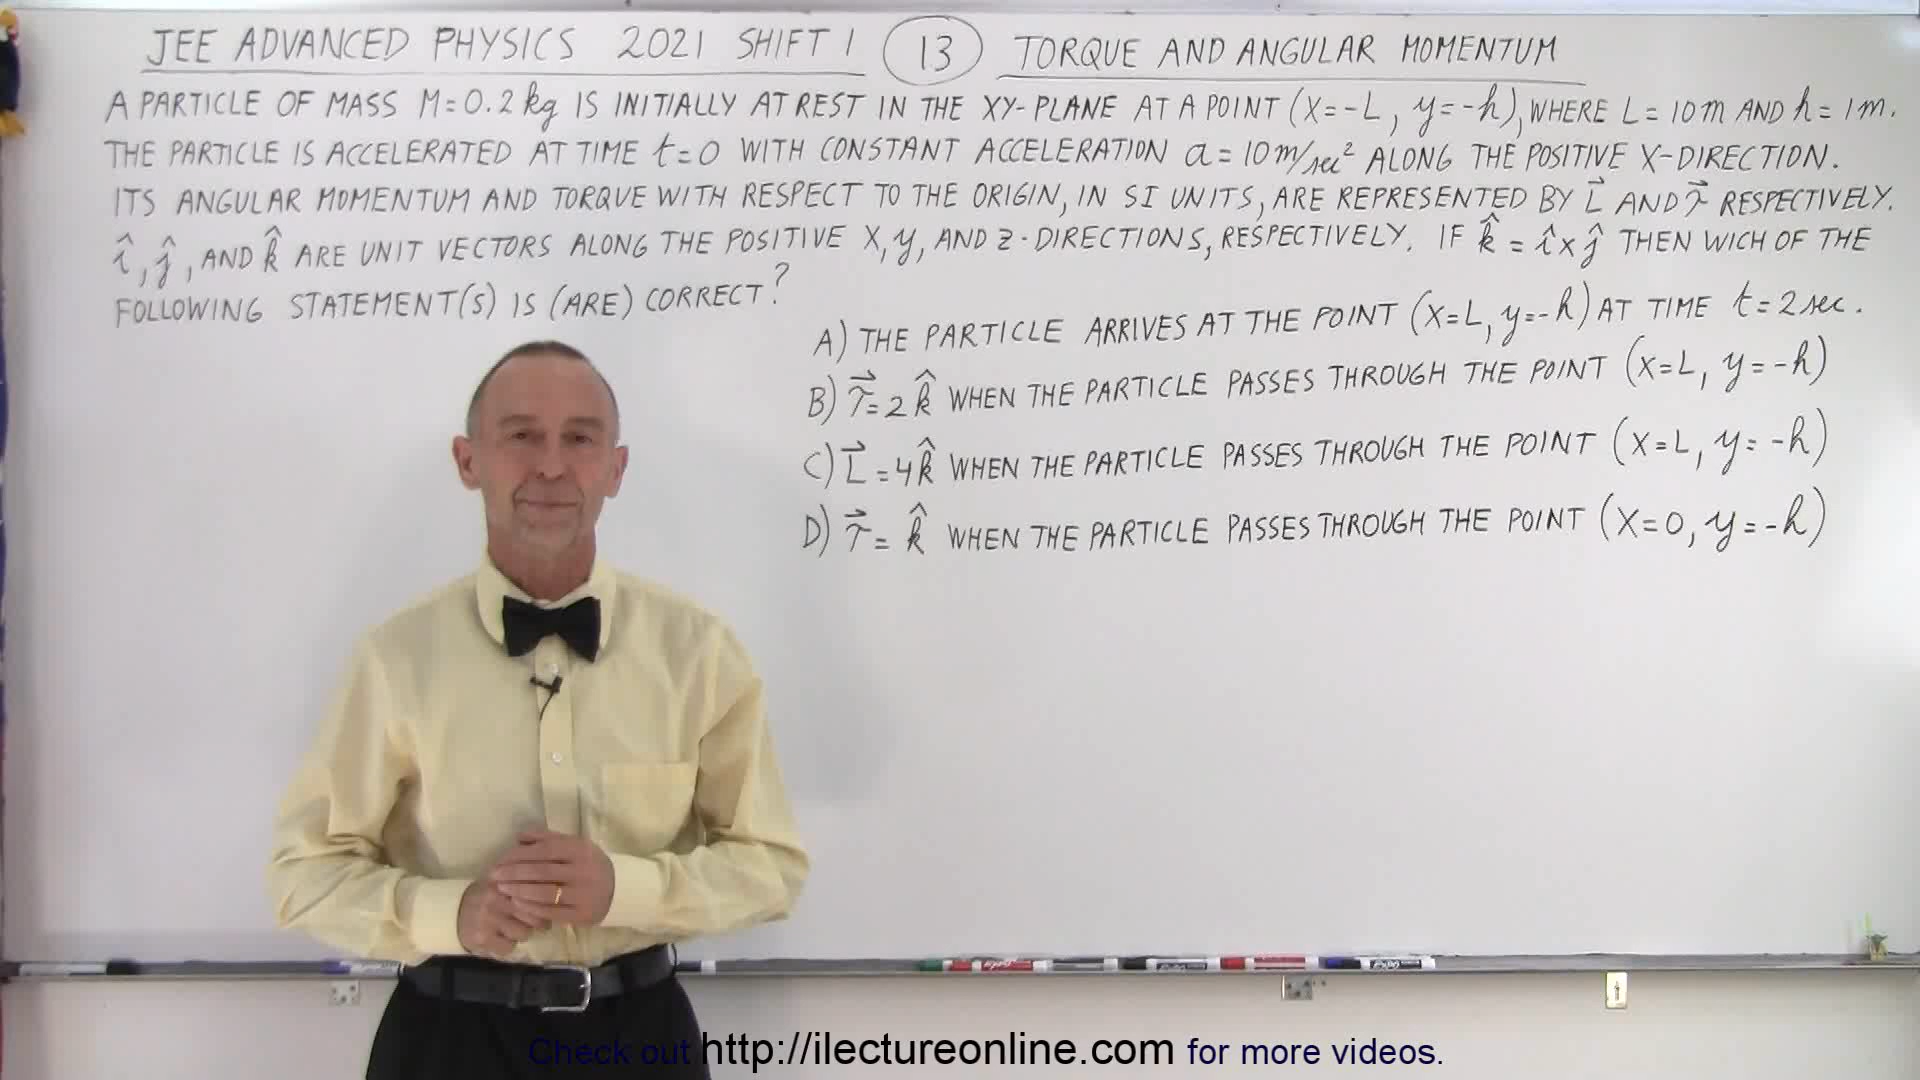 JEE ADVANCED PHYSICS 2021 SHIFT 1 13 TORQUE AND ANGULAR MOMENTUM
A PARTICLE OF MASS M=0.2 kg IS INITIALLY AT REST IN THE XY-PLANE AT A POINT (X=-L, y=-h), WHERE L=10m AND h=1m.
THE PARTICLE IS ACCELERATED AT TIME t=0 WITH CONSTANT ACCELERATION a=10 m/sec² ALONG THE POSITIVE X-DIRECTION.
ITS ANGULAR MOMENTUM AND TORQUE WITH RESPECT TO THE ORIGIN, IN SI UNITS, ARE REPRESENTED BY L⃗ AND τ⃗ RESPECTIVELY.
î, ĵ, AND k̂ ARE UNIT VECTORS ALONG THE POSITIVE X, y, AND z-DIRECTIONS, RESPECTIVELY. IF k̂ = î x ĵ THEN WICH OF THE
FOLLOWING STATEMENT(S) IS (ARE) CORRECT?
A) THE PARTICLE ARRIVES AT THE POINT (X=L, y=-h) AT TIME t=2 sec.
B) τ⃗=2k̂ WHEN THE PARTICLE PASSES THROUGH THE POINT (X=L, y=-h)
C) L⃗=4k̂ WHEN THE PARTICLE PASSES THROUGH THE POINT (X=L, y=-h)
D) τ⃗=k̂ WHEN THE PARTICLE PASSES THROUGH THE POINT (X=0, y=-h)
Check out http://ilectureonline.com for more videos.